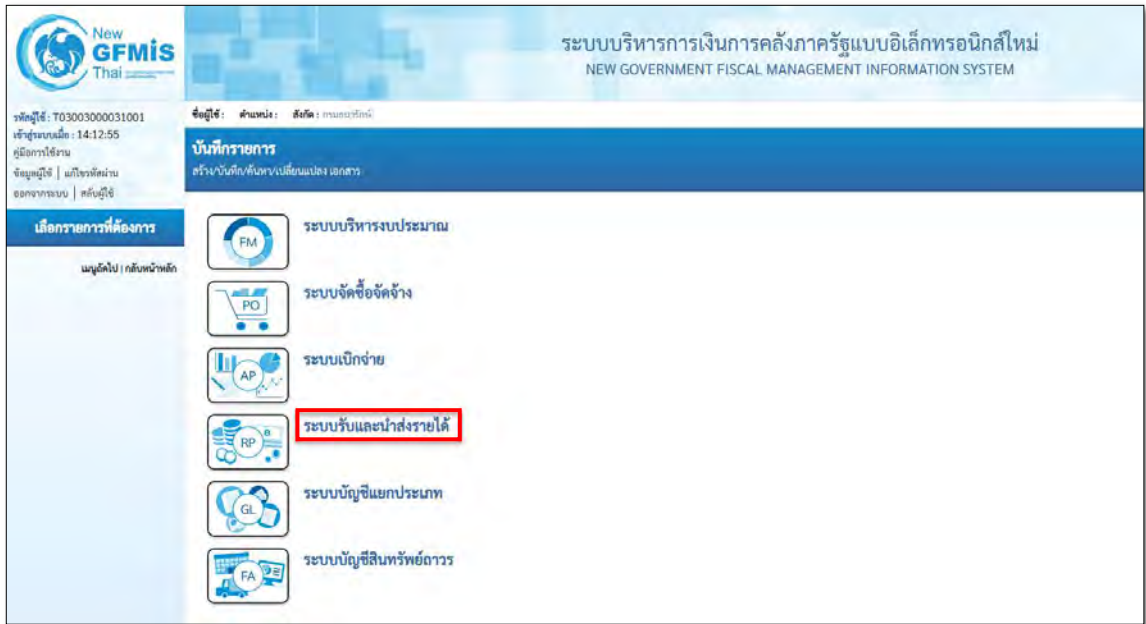 New
GFMIS
Thai
ระบบบริหารการเงินการคลังภาครัฐแบบอิเล็กทรอนิกส์ใหม่
NEW GOVERNMENT FISCAL MANAGEMENT INFORMATION SYSTEM
รหัสผู้ใช้ : T03003000031001
เข้าสู่ระบบเมื่อ : 14:12:55
คู่มือการใช้งาน
ข้อมูลผู้ใช้ | แก้ไขรหัสผ่าน
ออกจากระบบ | สลับผู้ใช้
เลือกรายการที่ต้องการ
เมนูถัดไป | กลับหน้าหลัก
ชื่อผู้ใช้ : ตำแหน่ง : สังกัด : กรมธนารักษ์
บันทึกรายการ
สร้าง/บันทึก/ค้นหา/เปลี่ยนแปลง เอกสาร
FM
ระบบบริหารงบประมาณ
PO
ระบบจัดซื้อจัดจ้าง
AP
ระบบเบิกจ่าย
RP
ระบบรับและนำส่งรายได้
GL
ระบบบัญชีแยกประเภท
FA
ระบบบัญชีสินทรัพย์ถาวร